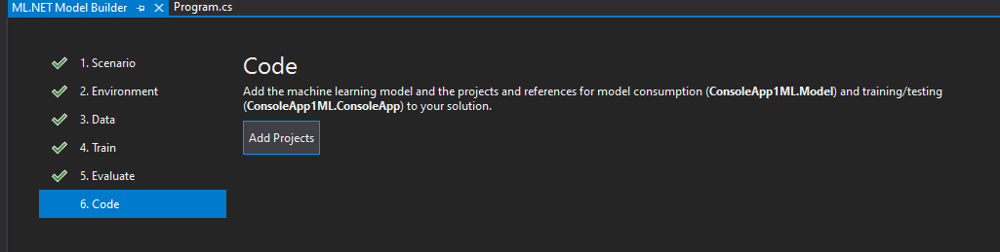 ML.NET Model Builder
Program.cs
1. Scenario
2. Environment
3. Data
4. Train
5. Evaluate
6. Code
Code
Add the machine learning model and the projects and references for model consumption (ConsoleApp1ML.Model) and training/testing
(ConsoleApp1ML.ConsoleApp) to your solution.
Add Projects